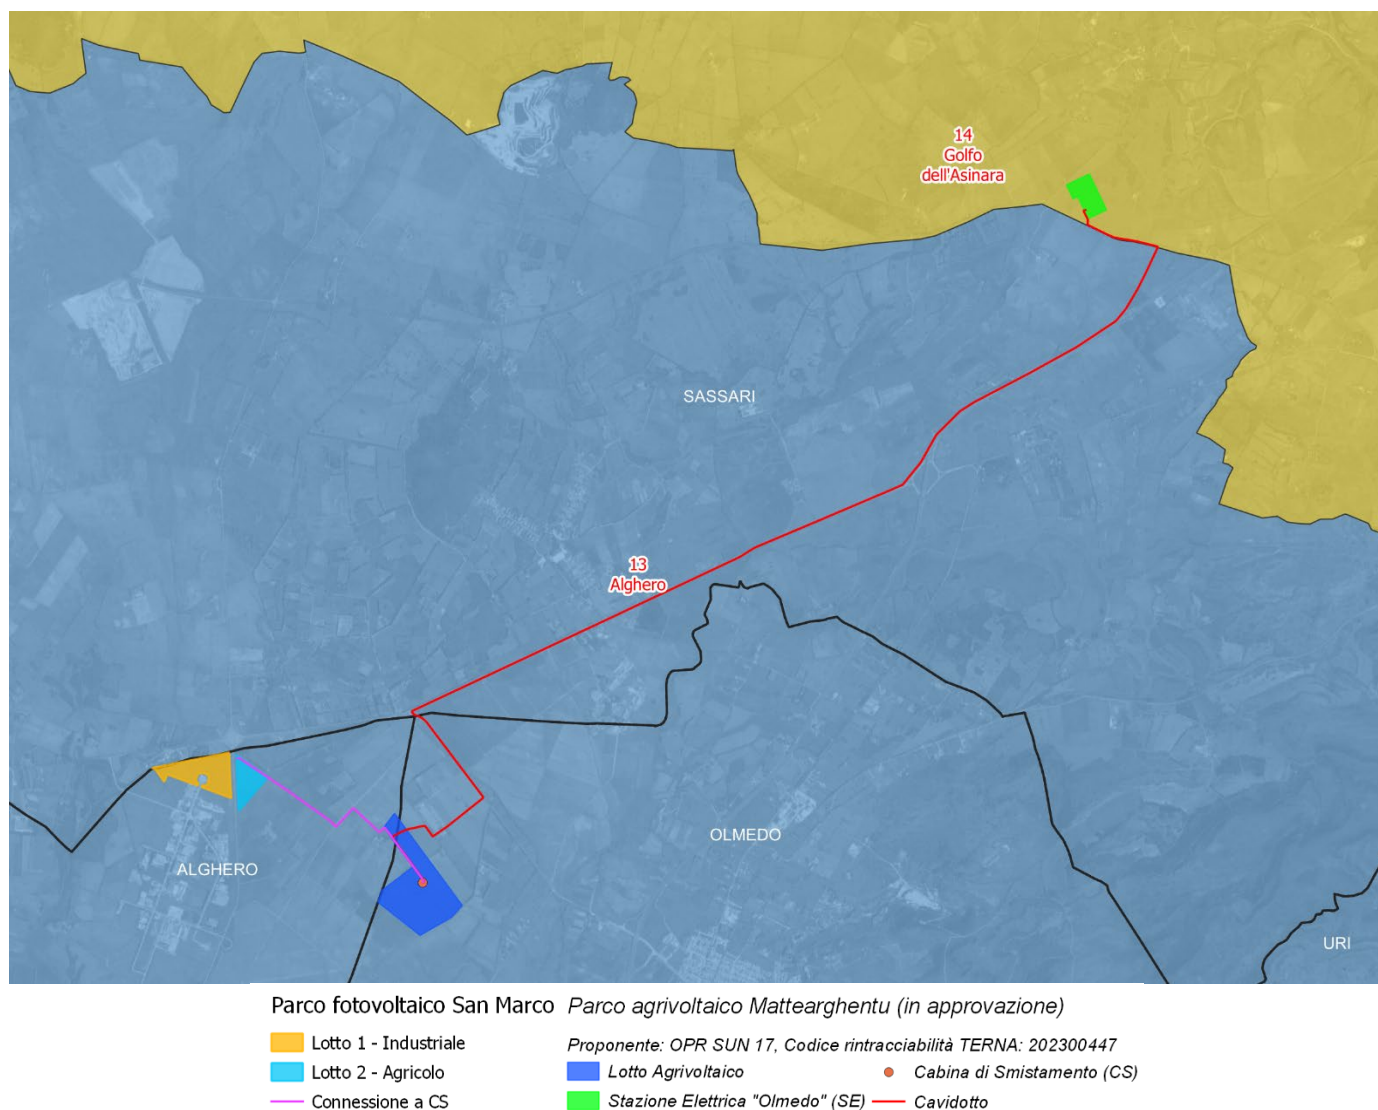 14
Golfo
dell'Asinara
SASSARI
13
Alghero
OLMEDO
ALGHERO
URI
Parco fotovoltaico San Marco
Lotto 1 - Industriale
Lotto 2 - Agricolo
Connessione a CS
Parco agrivoltaico Mattearghentu (in approvazione)
Proponente: OPR SUN 17, Codice rintracciabilità TERNA: 202300447
Lotto Agrivoltaico
Stazione Elettrica "Olmedo" (SE)
Cabina di Smistamento (CS)
Cavidotto